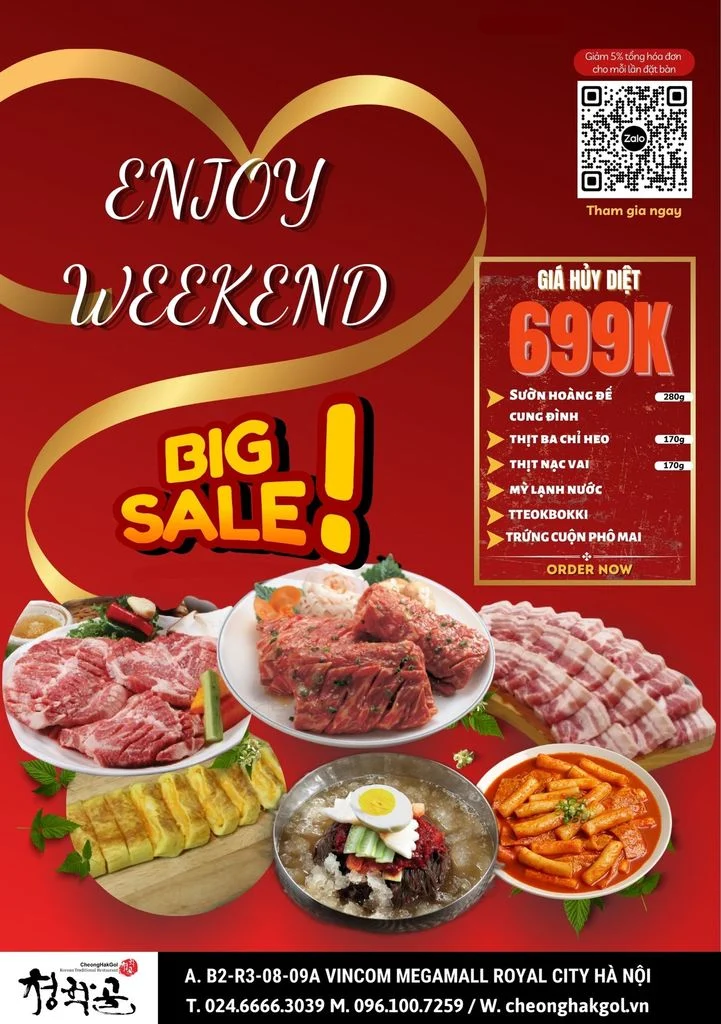 Giảm 5% tổng hóa đơn
cho mỗi lần đặt bàn
Zalo
Tham gia ngay
ENJOY
WEEKEND
GIÁ HỦY DIỆT
699K
SƯỜN HOÀNG ĐẾ 280g
CUNG ĐÌNH
THỊT BA CHỈ HEO 170g
THỊT NẠC VAI 170g
MỲ LẠNH NƯỚC
TTEOKBOKKI
TRỨNG CUỘN PHÔ MAI
ORDER NOW
BIG
SALE!
CheongHakGol
Korean Traditional Restaurant
청학골
A. B2-R3-08-09A VINCOM MEGAMALL ROYAL CITY HÀ NỘI
T. 024.6666.3039 M. 096.100.7259 / W. cheonghakgol.vn